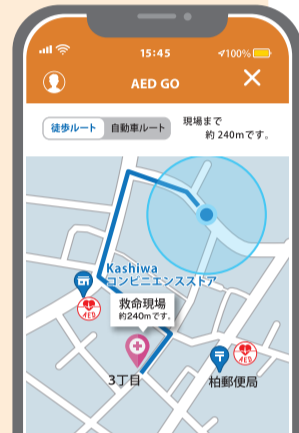 15:45
100%
AED GO
徒歩ルート
自動車ルート
現場まで
約 240mです。
Kashiwa
コンビニエンスストア
AED
救命現場
約240mです。
AED
3丁目
柏郵便局